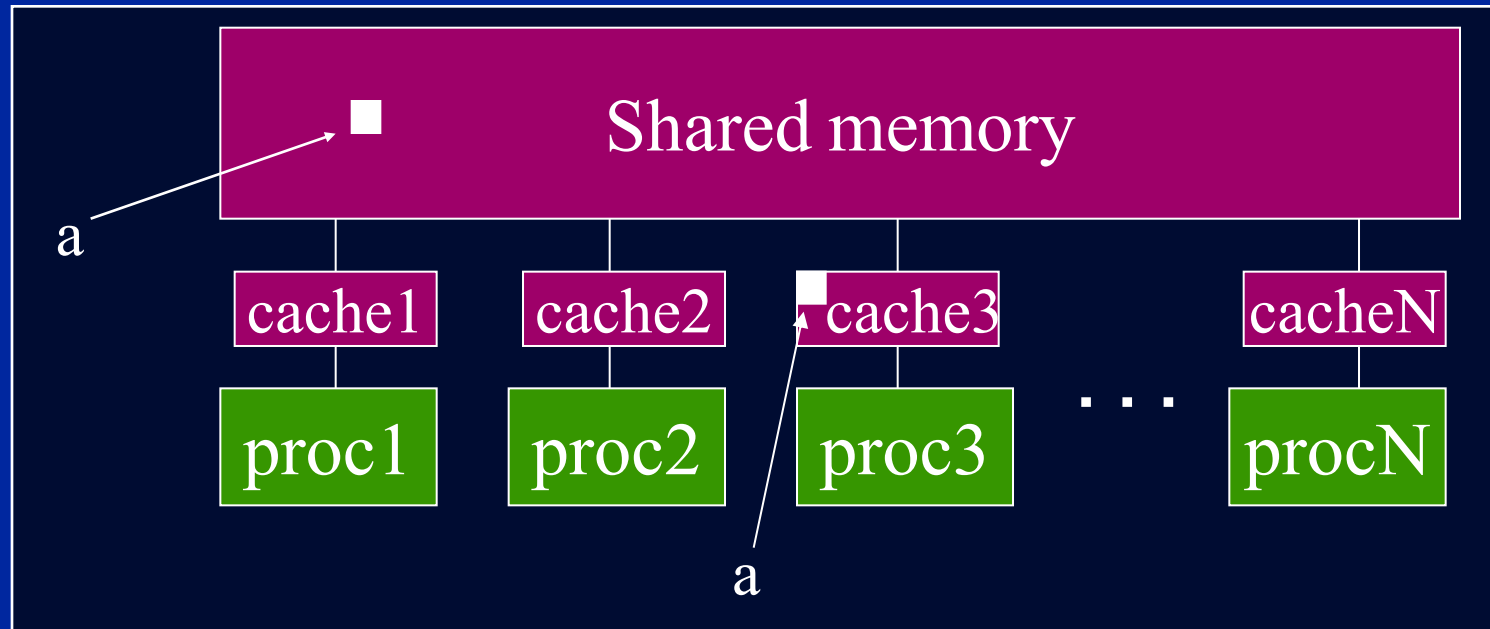 Shared memory
a
cache1 cache2 cache3 cacheN
proc1 proc2 proc3 . . . procN
a